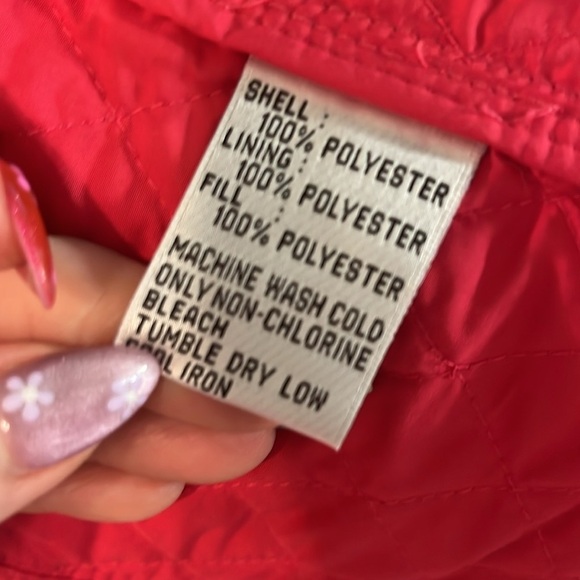 SHELL :
100% POLYESTER
LINING :
100% POLYESTER
FILL :
100% POLYESTER
MACHINE WASH COLD
ONLY NON-CHLORINE
BLEACH
TUMBLE DRY LOW
COOL IRON